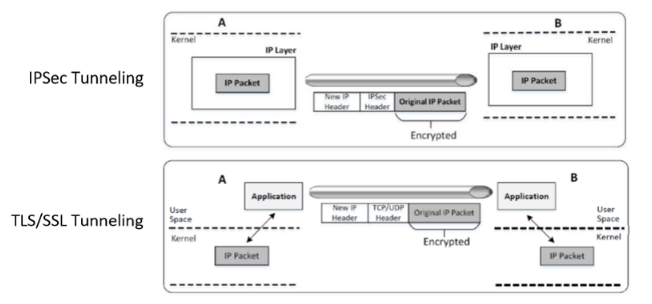 IPSec Tunneling
A
B
Kernel
Kernel
IP Layer
IP Layer
IP Packet
IP Packet
New IP
Header
IPSec
Header
Original IP Packet
Encrypted
TLS/SSL Tunneling
A
B
Application
Application
User
Space
User
Space
New IP
Header
TCP/UDP
Header
Original IP Packet
Encrypted
Kernel
Kernel
IP Packet
IP Packet